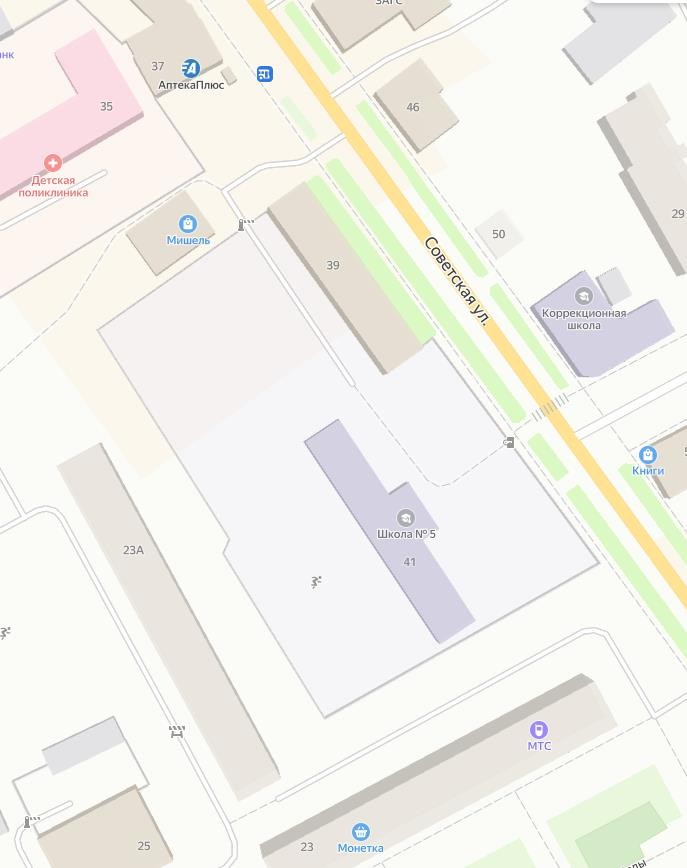 ЗАГС
37
АптекаПлюс
35
46
Детская
поликлиника
29
Мишель
50
39
Советская ул.
Коррекционная
школа
Книги
Школа № 5
23А
41
МТС
25
23
Монетка